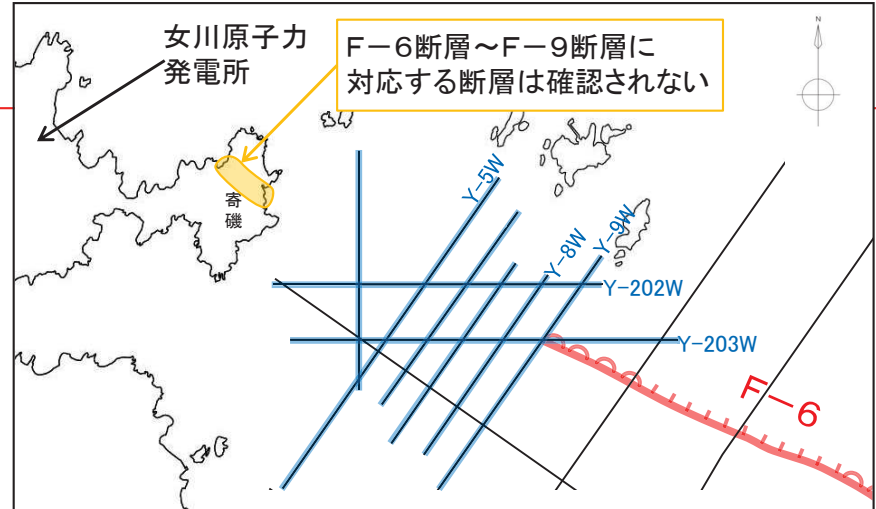 女川原子力
発電所
F-6断層～F-9断層に
対応する断層は確認されない
N
寄
磯
Y-5W
Y-8W
Y-9W
Y-202W
Y-203W
F-6